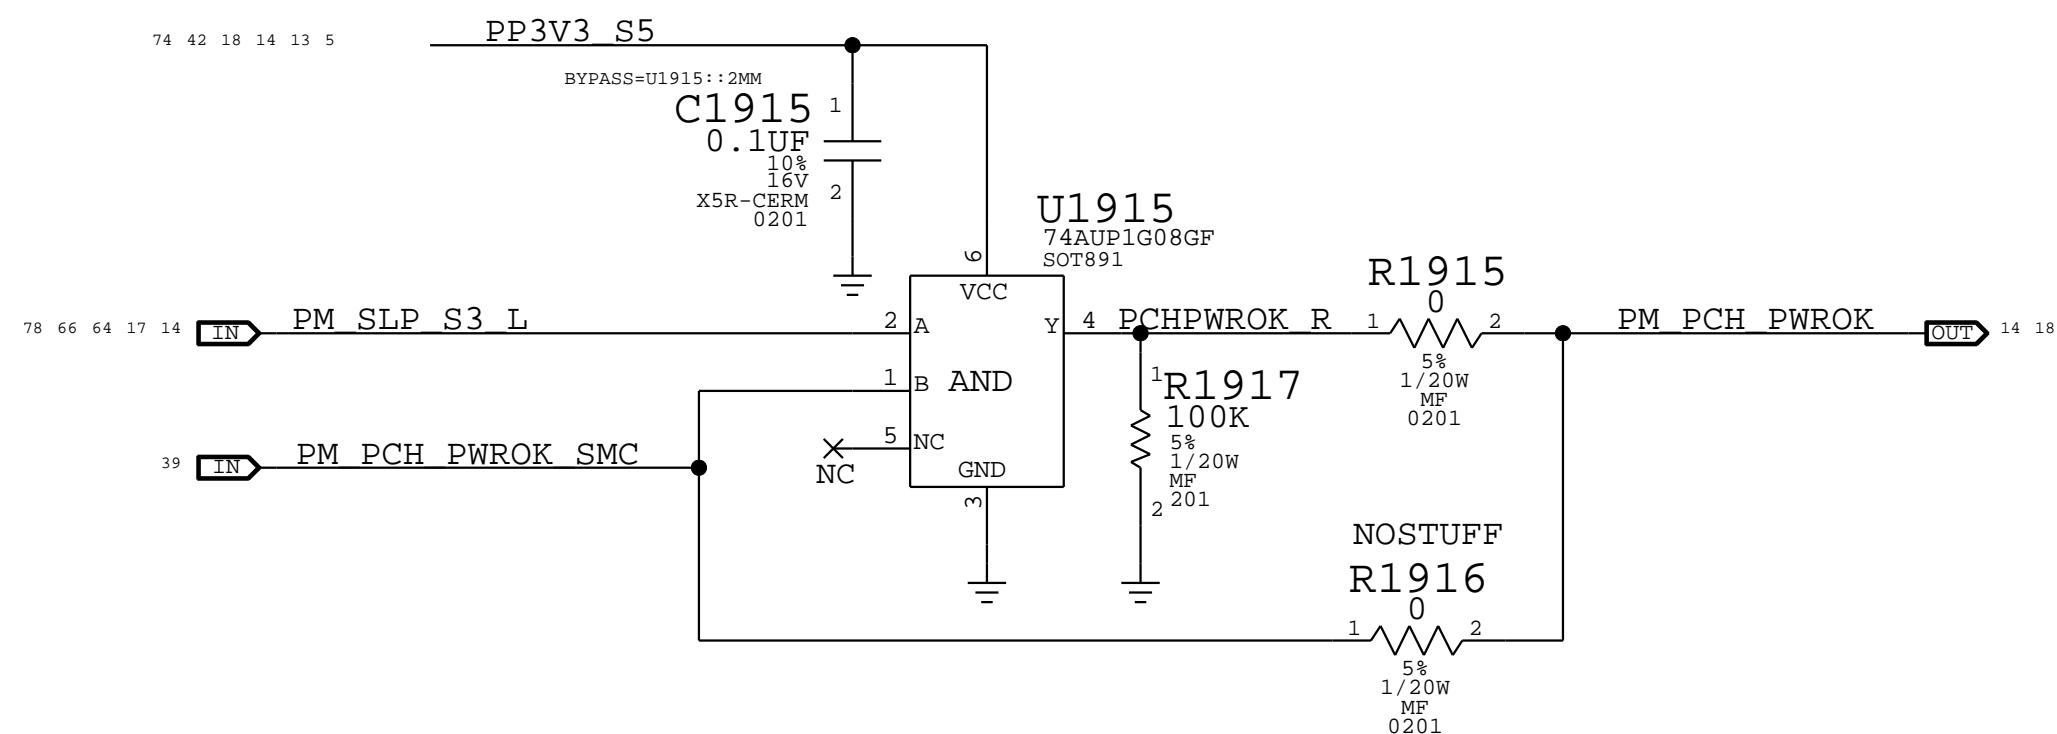 74 42 18 14 13 5
PP3V3_S5
BYPASS=U1915::2MM
C1915
1
0.1UF
10%
16V
X5R-CERM
0201
2
U1915
74AUP1G08GF
SOT891
6
VCC
78 66 64 17 14
IN
PM_SLP_S3_L
2
A
Y
4
PCHPWROK_R
R1915
0
1
2
5%
1/20W
MF
0201
PM_PCH_PWROK
OUT
14 18
1
B
AND
1
R1917
100K
5%
1/20W
MF
201
2
39
IN
PM_PCH_PWROK_SMC
5
NC
NC
GND
3
NOSTUFF
R1916
0
1
2
5%
1/20W
MF
0201